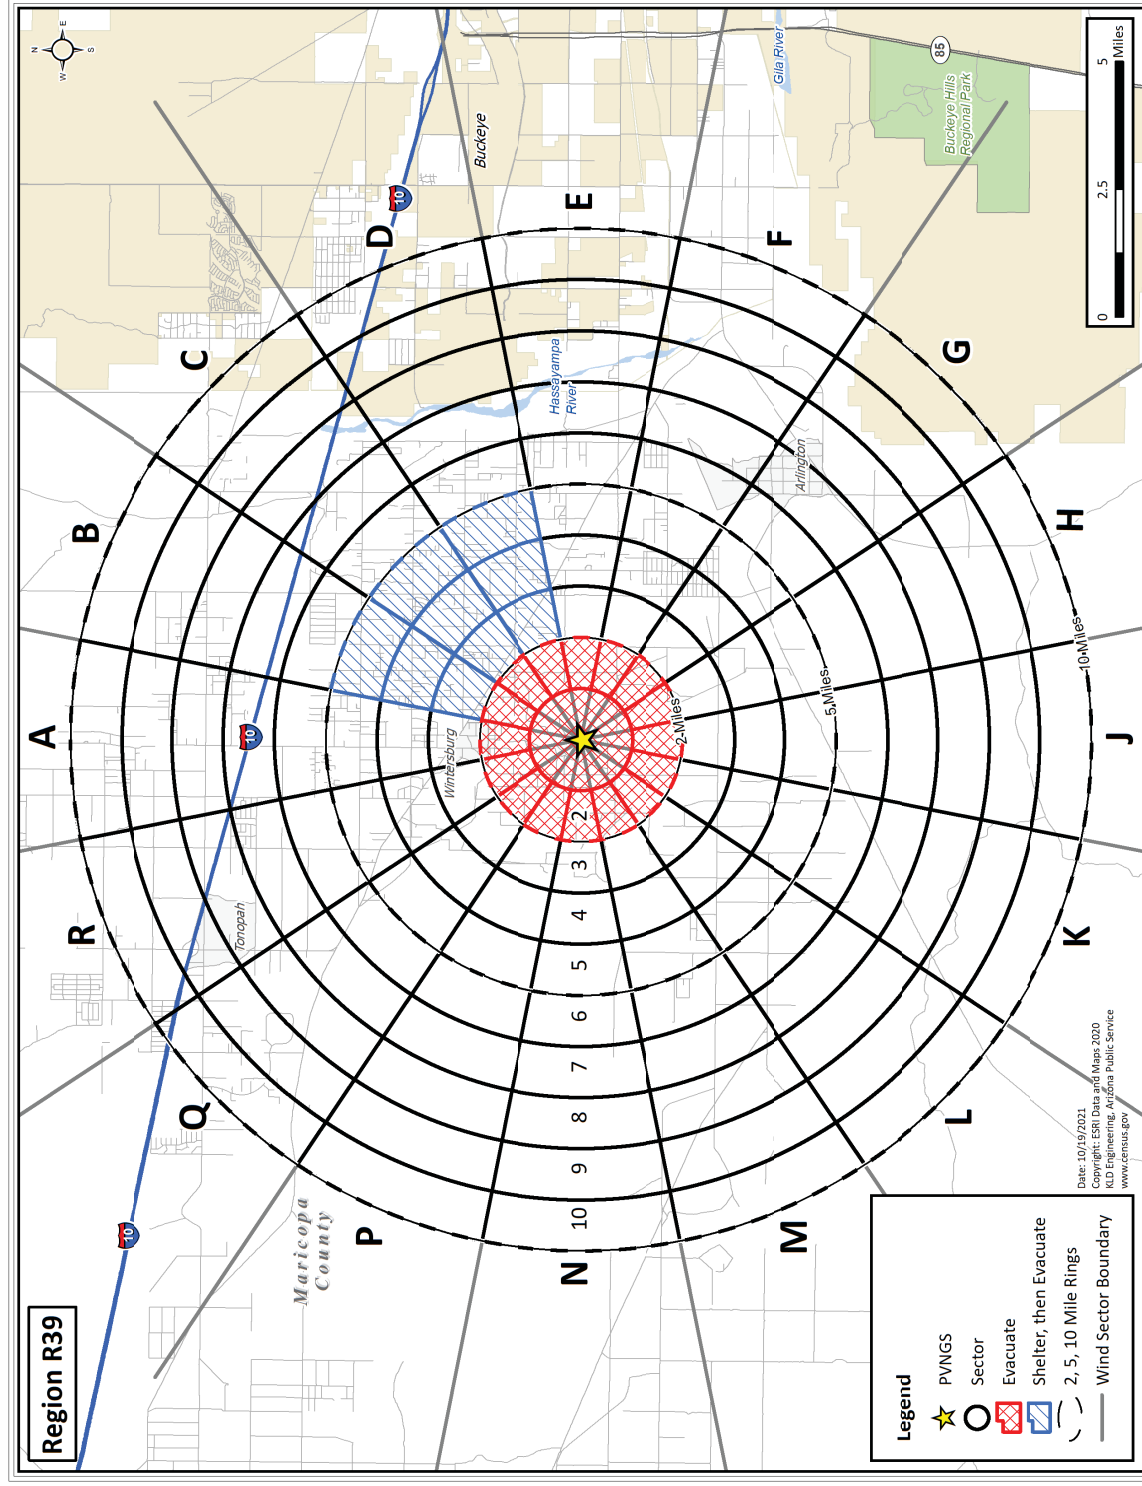 Region R39
N
E
S
W
A
B
C
D
E
F
G
H
J
K
L
M
N
P
Q
R
10
10
10
85
Buckeye
Gila River
Buckeye Hills
Regional Park
Hassayampa
River
Arlington
Wintersburg
Tonopah
Maricopa
County
2-Miles
5-Miles
10-Miles
10
9
8
7
6
5
4
3
2
0
2.5
5
Miles
Legend
PVNGS
Sector
Evacuate
Shelter, then Evacuate
2, 5, 10 Mile Rings
Wind Sector Boundary
Date: 10/19/2021
Copyright: ESRI Data and Maps 2020
KLD Engineering, Arizona Public Service
www.census.gov